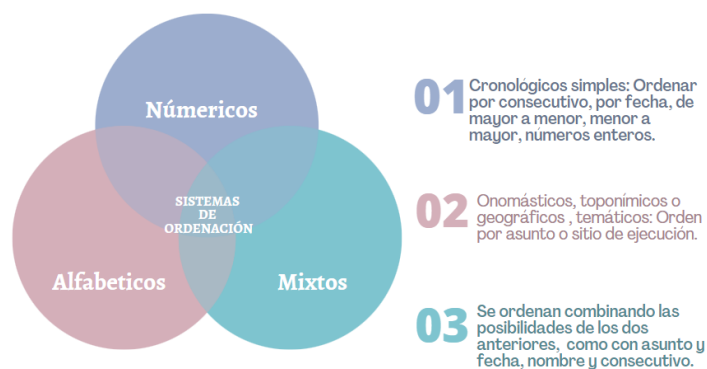 Númericos
SISTEMAS
DE
ORDENACIÓN
Alfabeticos
Mixtos
01
Cronológicos simples: Ordenar
por consecutivo, por fecha, de
mayor a menor, menor a
mayor, números enteros.
02
Onomásticos, toponímicos o
geográficos , temáticos: Orden
por asunto o sitio de ejecución.
03
Se ordenan combinando las
posibilidades de los dos
anteriores, como con asunto y
fecha, nombre y consecutivo.